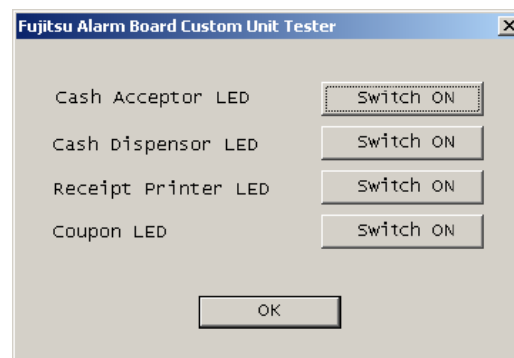 Fujitsu Alarm Board Custom Unit Tester
Cash Acceptor LED Switch ON
Cash Dispensor LED Switch ON
Receipt Printer LED Switch ON
Coupon LED Switch ON
OK